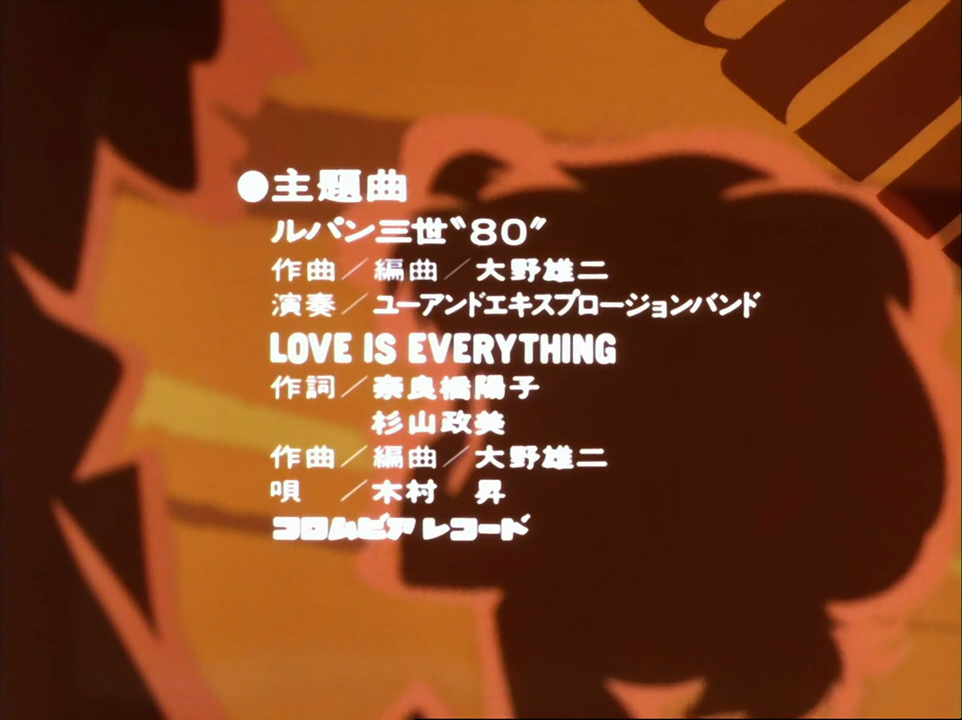 ●主題曲
ルパン三世〝80〞
作曲／編曲／大野雄二
演奏／ユーアンドエキスプロージョンバンド
LOVE IS EVERYTHING
作詞／奈良橋陽子
杉山政美
作曲／編曲／大野雄二
唄　／木村　昇
コロムビアレコード